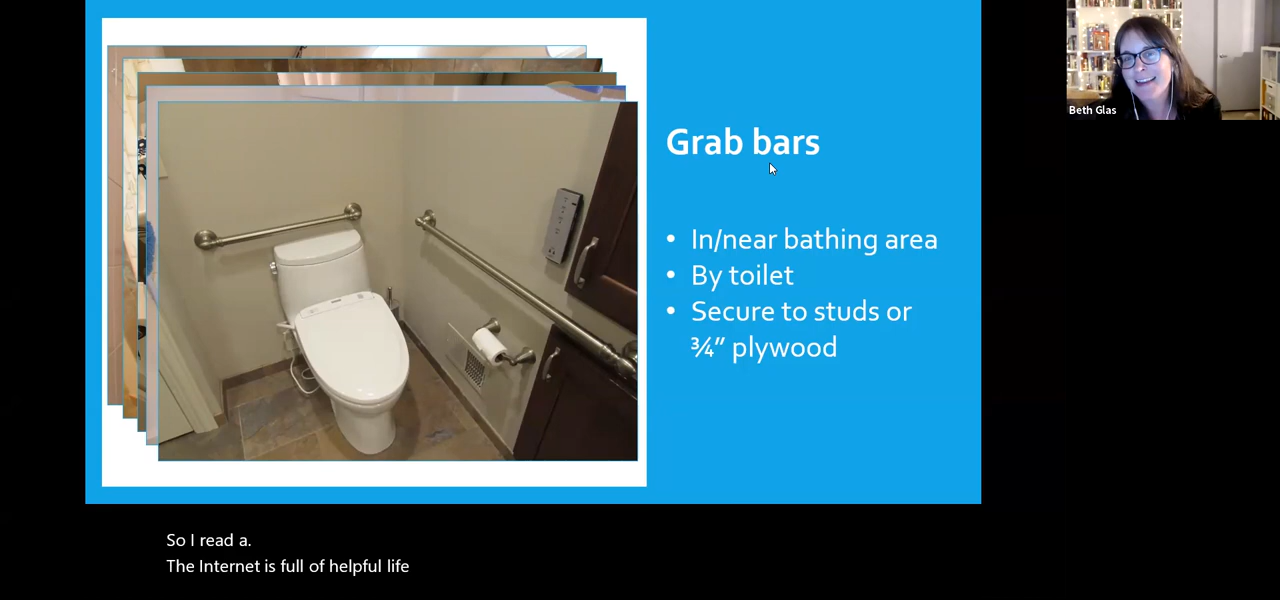 Grab bars
• In/near bathing area
• By toilet
• Secure to studs or
¾” plywood
Beth Glas
So I read a.
The Internet is full of helpful life